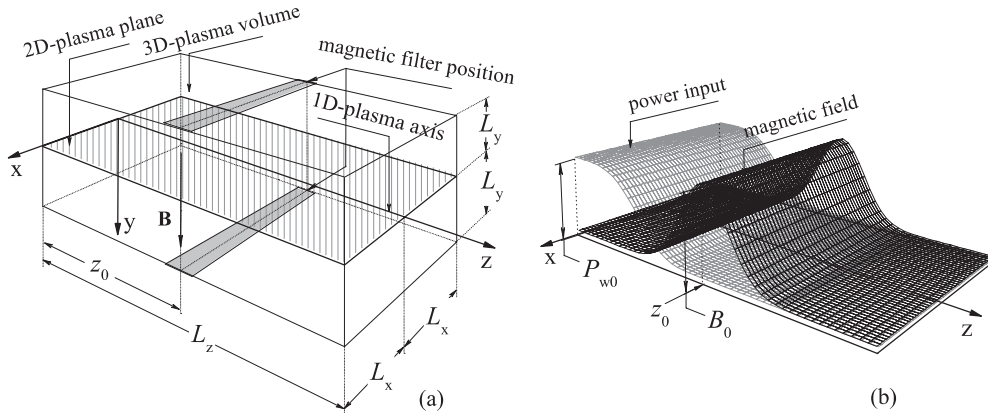 2D-plasma plane
3D-plasma volume
magnetic filter position
1D-plasma axis
L_y
L_y
x
y
B
z
z_0
L_z
L_x
L_x
(a)
power input
magnetic field
x
P_w0
z_0
B_0
z
(b)